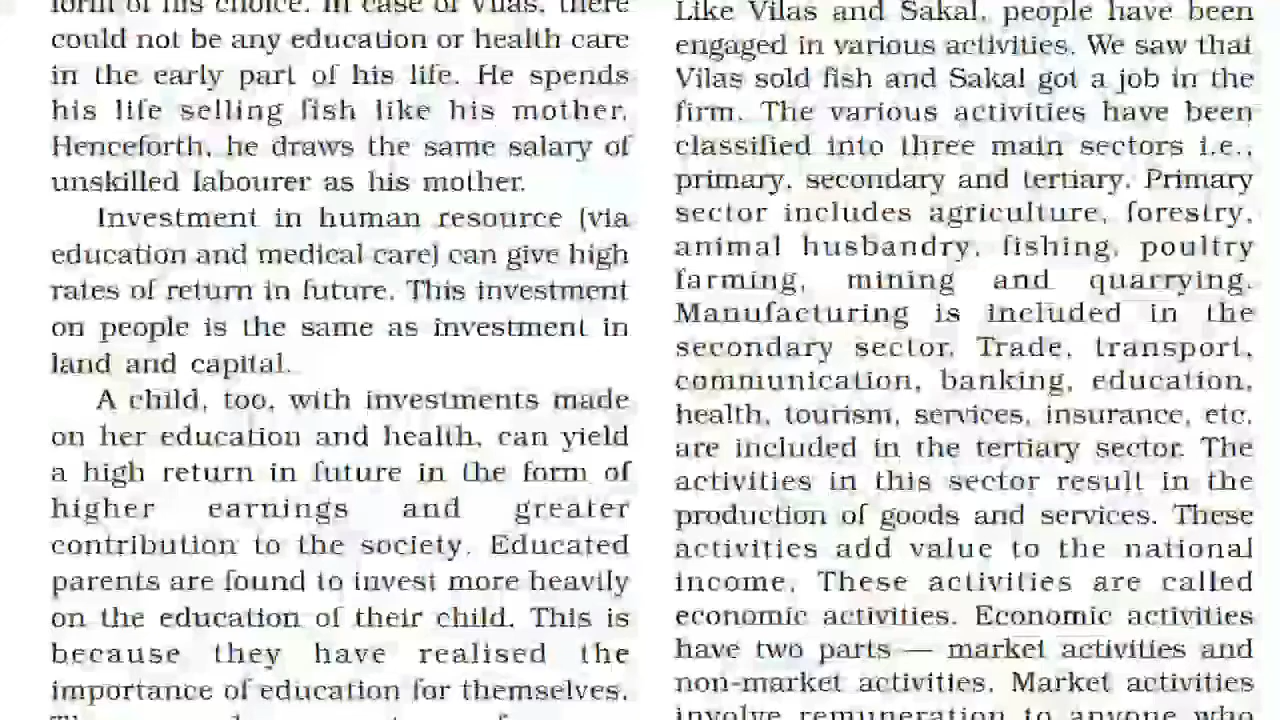 form of his choice. In case of Vilas, there
could not be any education or health care
in the early part of his life. He spends
his life selling fish like his mother.
Henceforth, he draws the same salary of
unskilled labourer as his mother.
Investment in human resource (via
education and medical care) can give high
rates of return in future. This investment
on people is the same as investment in
land and capital.
A child, too, with investments made
on her education and health, can yield
a high return in future in the form of
higher earnings and greater
contribution to the society. Educated
parents are found to invest more heavily
on the education of their child. This is
because they have realised the
importance of education for themselves.
Like Vilas and Sakal, people have been
engaged in various activities. We saw that
Vilas sold fish and Sakal got a job in the
firm. The various activities have been
classified into three main sectors i.e.,
primary, secondary and tertiary. Primary
sector includes agriculture, forestry,
animal husbandry, fishing, poultry
farming, mining and quarrying.
Manufacturing is included in the
secondary sector. Trade, transport,
communication, banking, education,
health, tourism, services, insurance, etc.
are included in the tertiary sector. The
activities in this sector result in the
production of goods and services. These
activities add value to the national
income. These activities are called
economic activities. Economic activities
have two parts — market activities and
non-market activities. Market activities
involve remuneration to anyone who